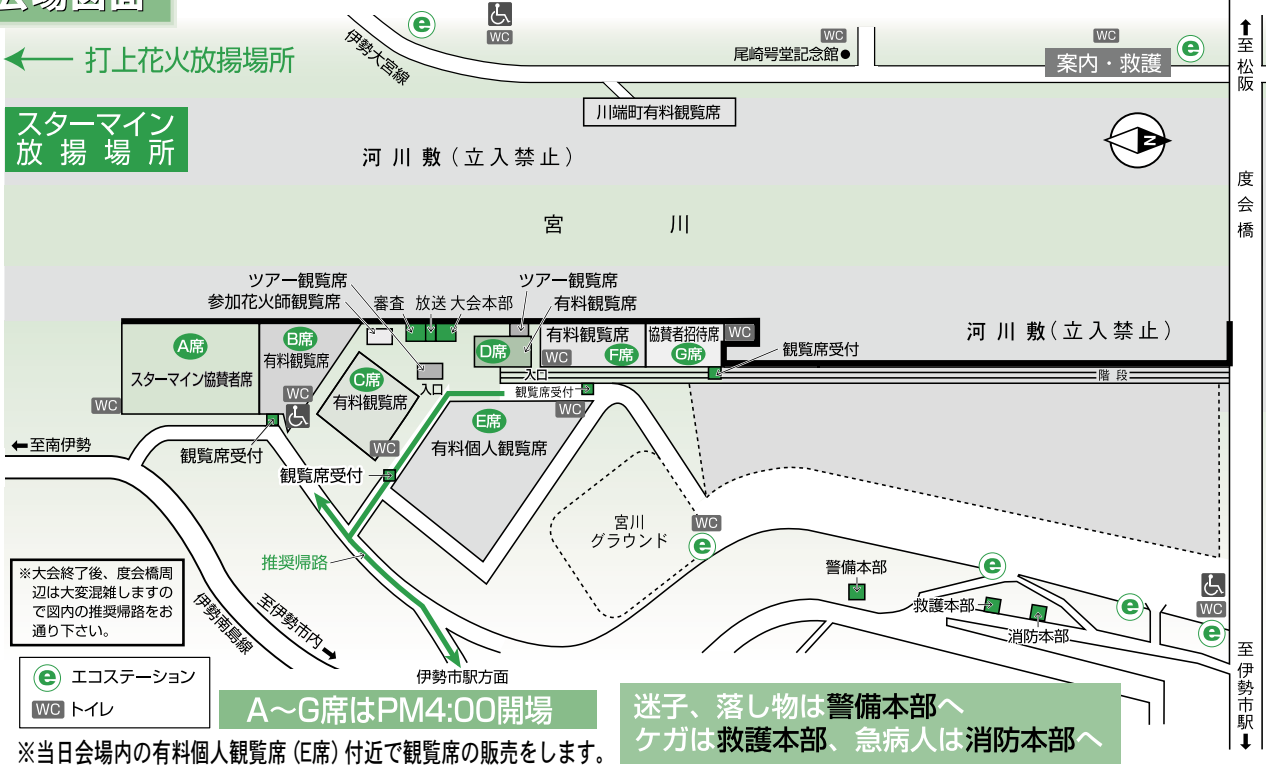 会場図面
打上花火放揚場所
スターマイン
放揚場所
伊勢大宮線
e
WC
尾崎咢堂記念館
WC
WC
案内・救護
e
至松阪
川端町有料観覧席
河川敷(立入禁止)
N
度会橋
宮川
ツアー観覧席
参加花火師観覧席
審査
放送
大会本部
ツアー観覧席
有料観覧席
A席
スターマイン協賛者席
B席
有料観覧席
C席
有料観覧席
D席
有料観覧席
F席
協賛者招待席
G席
WC
WC
河川敷(立入禁止)
観覧席受付
入口
入口
階段
観覧席受付
WC
WC
WC
WC
E席
有料個人観覧席
至南伊勢
観覧席受付
観覧席受付
宮川
グラウンド
WC
e
推奨帰路
※大会終了後、度会橋周
辺は大変混雑しますの
で図内の推奨帰路をお
通り下さい。
伊勢南島線
至伊勢市内
伊勢市駅方面
警備本部
救護本部
消防本部
e
e
WC
e
至伊勢市駅
e エコステーション
WC トイレ
A〜G席はPM4:00開場
迷子、落し物は警備本部へ
ケガは救護本部、急病人は消防本部へ
※当日会場内の有料個人観覧席(E席)付近で観覧席の販売をします。